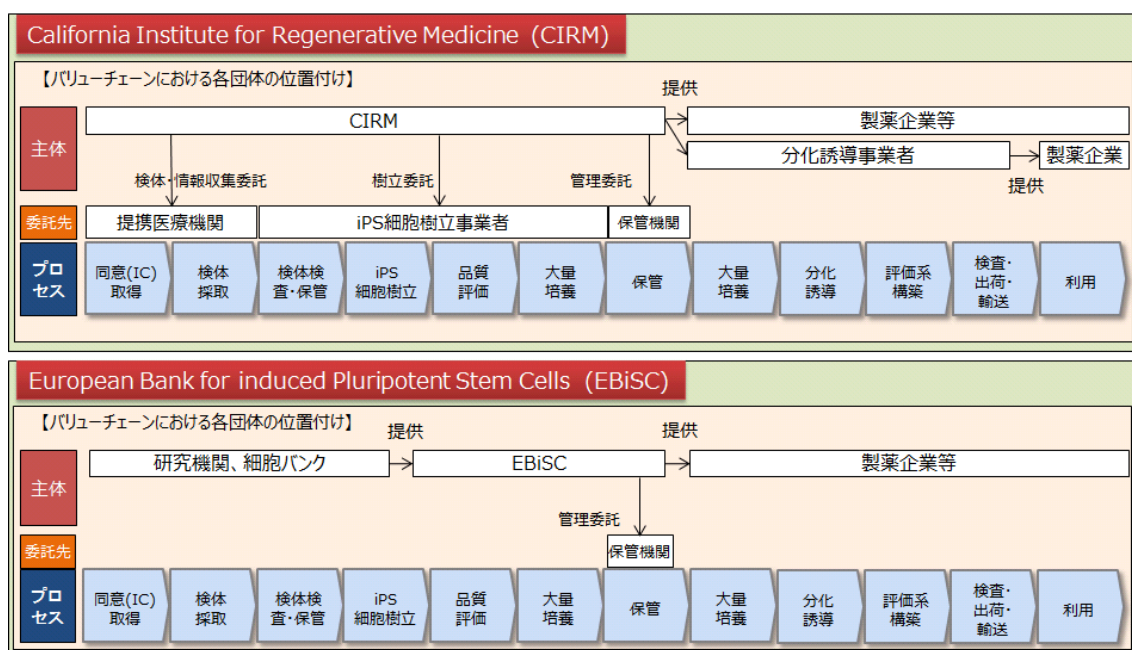 California Institute for Regenerative Medicine (CIRM)
【バリューチェーンにおける各団体の位置付け】
提供
主体
CIRM
製薬企業等
分化誘導事業者
製薬企業
検体・情報収集委託
樹立委託
管理委託
提供
委託先
提携医療機関
iPS細胞樹立事業者
保管機関
プロ
セス
同意(IC)
取得
検体
採取
検体検
査・保管
iPS
細胞樹立
品質
評価
大量
培養
保管
大量
培養
分化
誘導
評価系
構築
検査・
出荷・
輸送
利用
European Bank for induced Pluripotent Stem Cells (EBiSC)
【バリューチェーンにおける各団体の位置付け】
提供
提供
主体
研究機関、細胞バンク
EBiSC
製薬企業等
管理委託
委託先
保管機関
プロ
セス
同意(IC)
取得
検体
採取
検体検
査・保管
iPS
細胞樹立
品質
評価
大量
培養
保管
大量
培養
分化
誘導
評価系
構築
検査・
出荷・
輸送
利用